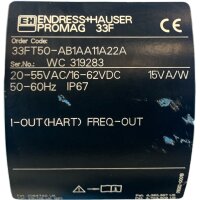 EH ENDRESS+HAUSER
PROMAG 33F
Order Code:
33FT50-AB1AA11A22A
Ser.No.: WC 319283
20-55VAC/16-62VDC 15VA/W
50-60Hz IP67
I-OUT(HART) FREQ-OUT